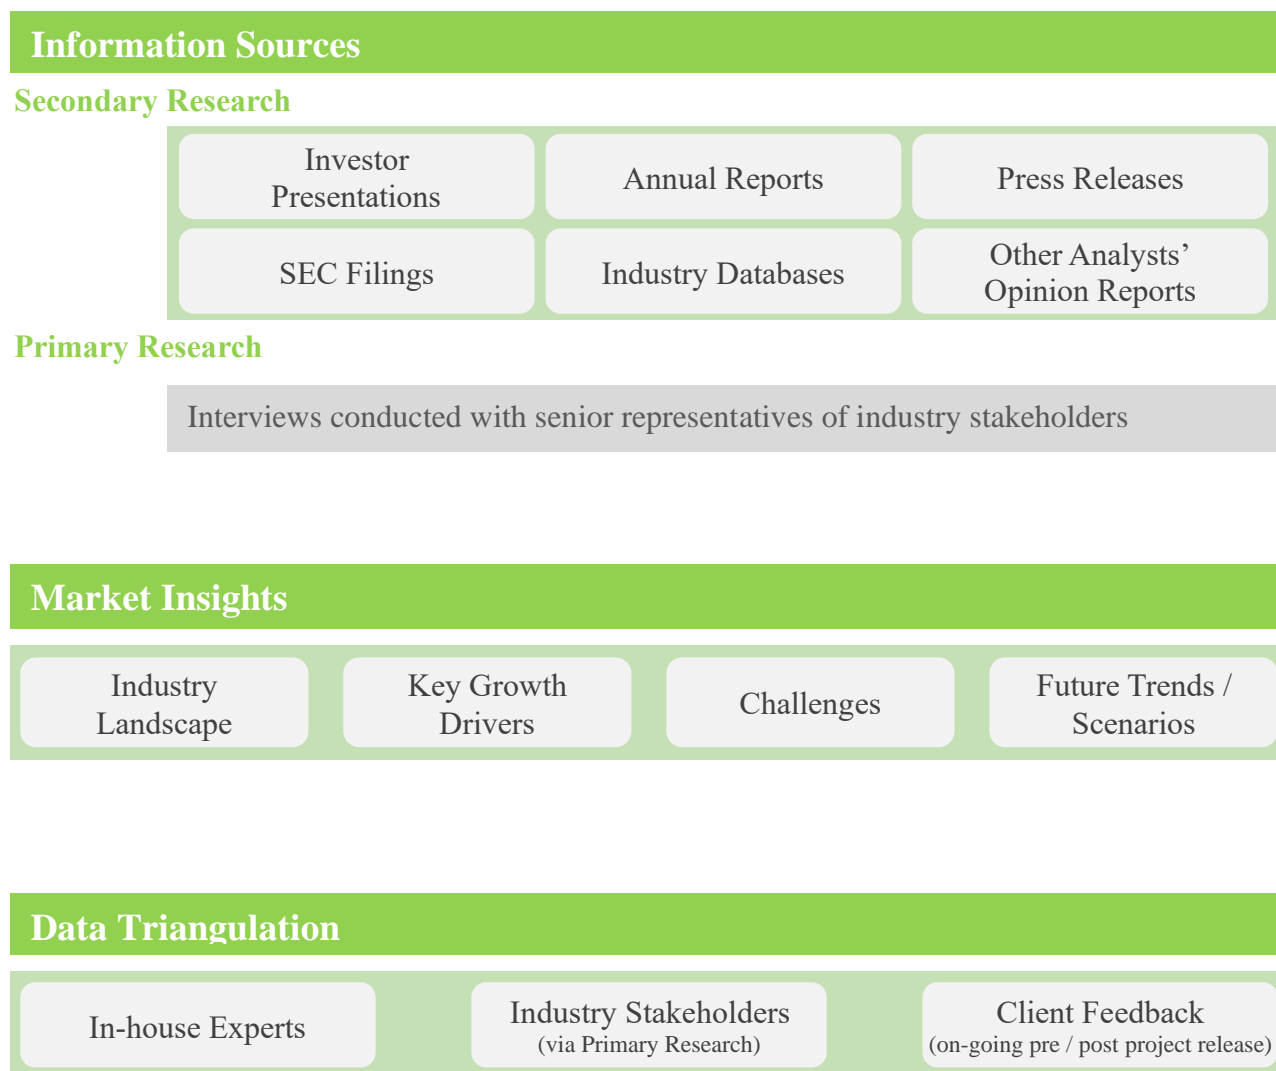 Information Sources
Secondary Research
Investor
Presentations
Annual Reports
Press Releases
SEC Filings
Industry Databases
Other Analysts’
Opinion Reports
Primary Research
Interviews conducted with senior representatives of industry stakeholders
Market Insights
Industry
Landscape
Key Growth
Drivers
Challenges
Future Trends /
Scenarios
Data Triangulation
In-house Experts
Industry Stakeholders
(via Primary Research)
Client Feedback
(on-going pre / post project release)